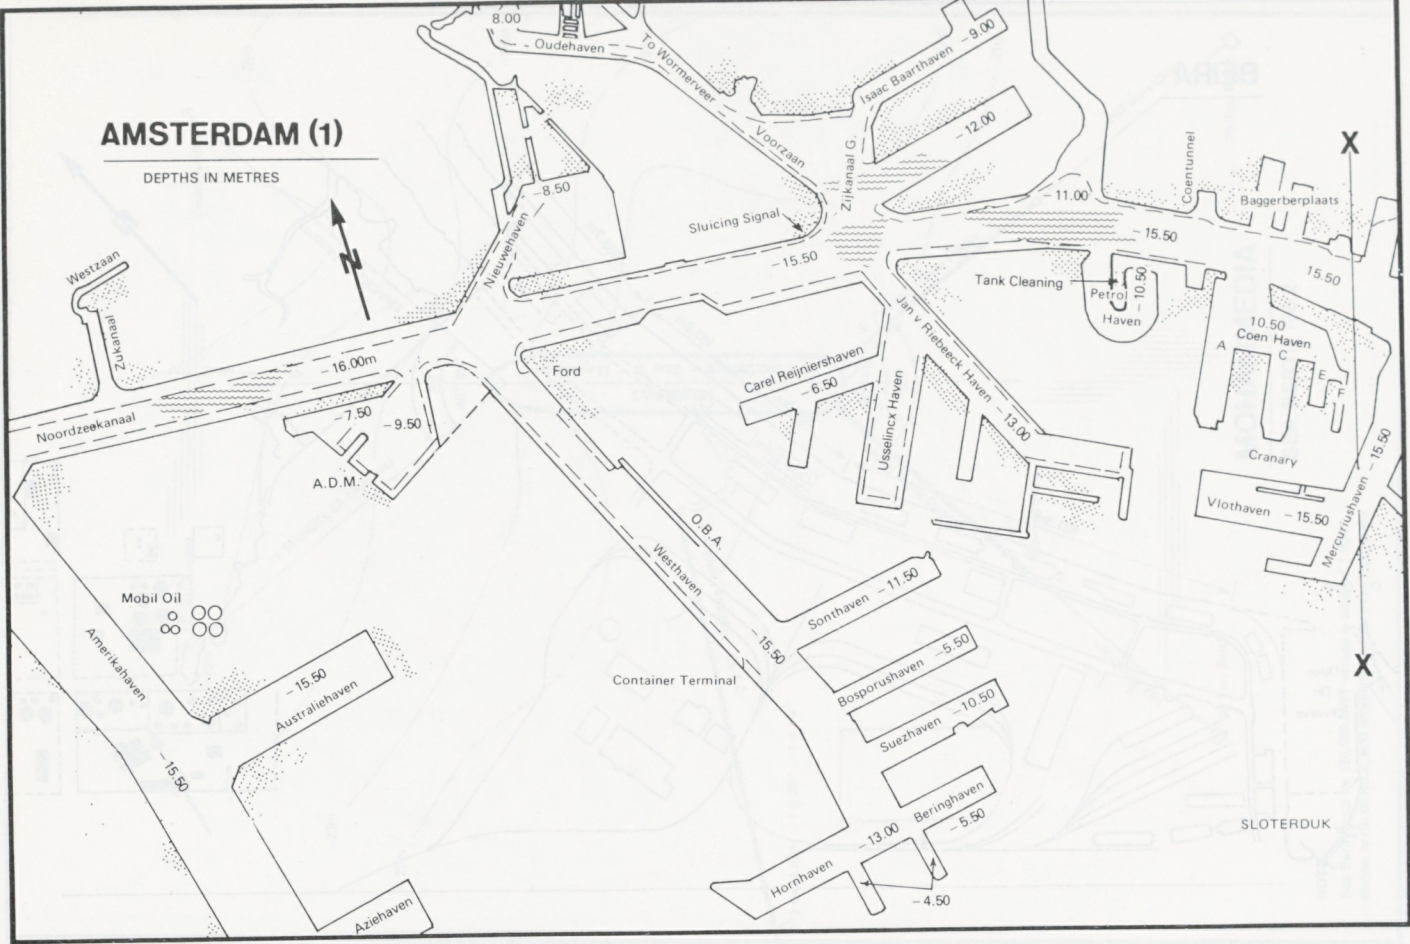 AMSTERDAM (1)
DEPTHS IN METRES
N
8.00
Oudehaven
To Wormerveer
Voorzaan
Isaac Baarthaven
-9.00
-12.00
Zijkanaal G.
Sluicing Signal
-8.50
Nieuwehaven
-15.50
-11.00
-15.50
Coentunnel
Baggerberplaats
X
15.50
Tank Cleaning
Petrol
Haven
-10.50
10.50
Coen Haven
A
C
E
F
Westzaan
Zukanaal
16.00m
Noordzeekanaal
-7.50
-9.50
A.D.M.
Ford
Carel Reijniershaven
-6.50
Usselincx Haven
Jan v Riebeeck Haven
-13.00
Cranary
Vlothaven -15.50
Mercuriushaven -15.50
X
O.B.A.
Westhaven
-15.50
Container Terminal
Mobil Oil
Amerikahaven
-15.50
-15.50
Australiehaven
Aziehaven
Sonthaven -11.50
Bosporushaven -5.50
Suezhaven -10.50
Beringhaven
-5.50
-13.00
Hornhaven
-4.50
SLOTERDUK
BEIRA